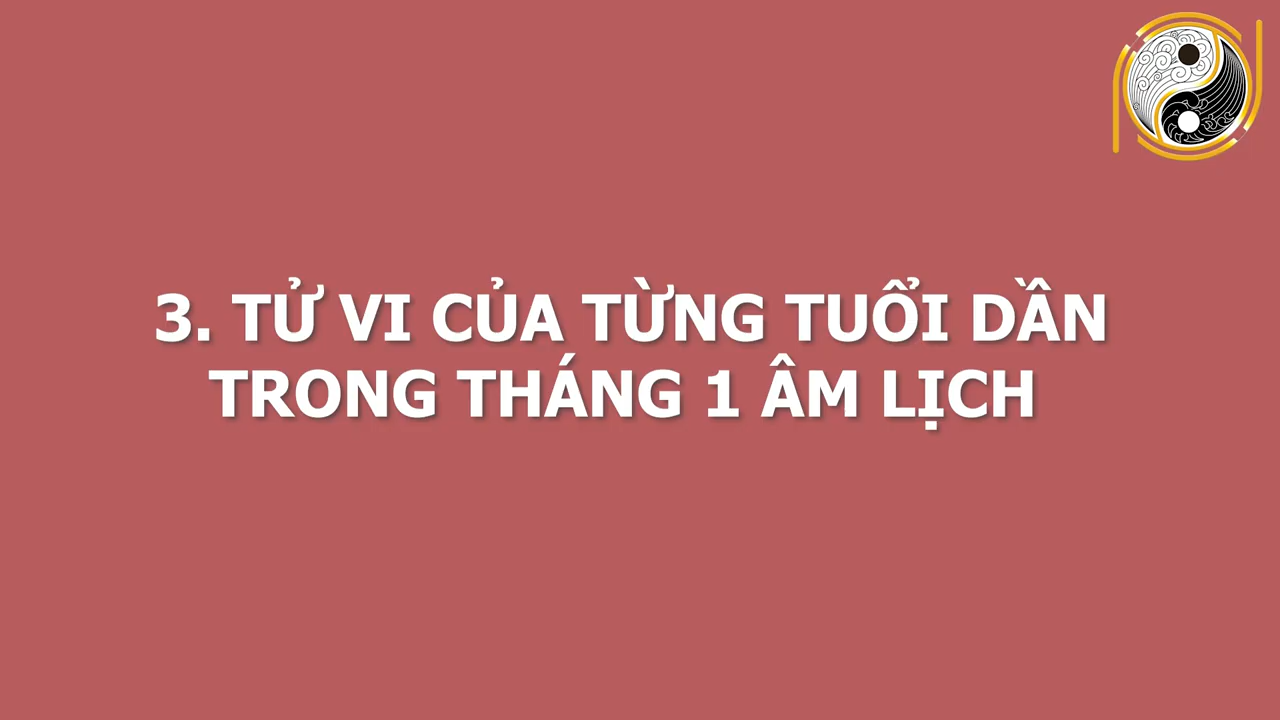 3. TỬ VI CỦA TỪNG TUỔI DẦN
TRONG THÁNG 1 ÂM LỊCH